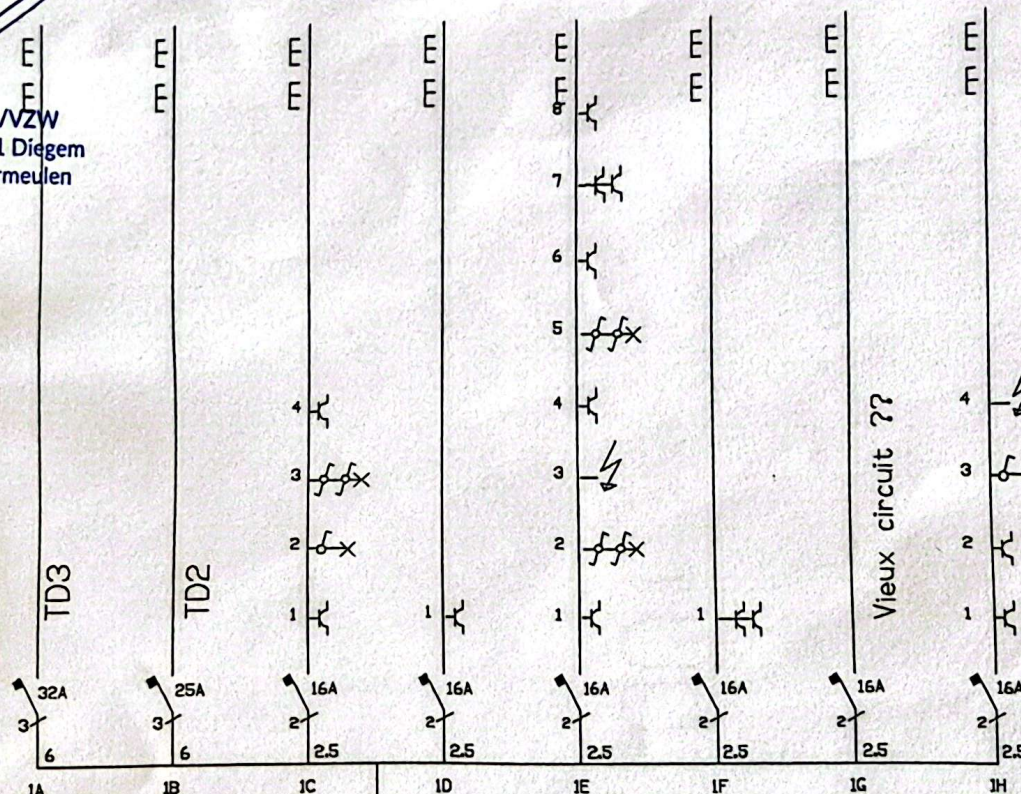 E E E E E E E E
E E E E E E E E
/VZW
1 Diegem
rmeulen
8
7
6
5
4 4 4
3 3 3
2 2 2
1 1 1 1 1
TD3
TD2
Vieux circuit ??
32A 25A 16A 16A 16A 16A 16A 16A
3 3 2 2 2 2 2 2
6 6 2.5 2.5 2.5 2.5 2.5 2.5
1A 1B 1C 1D 1E 1F 1G 1H